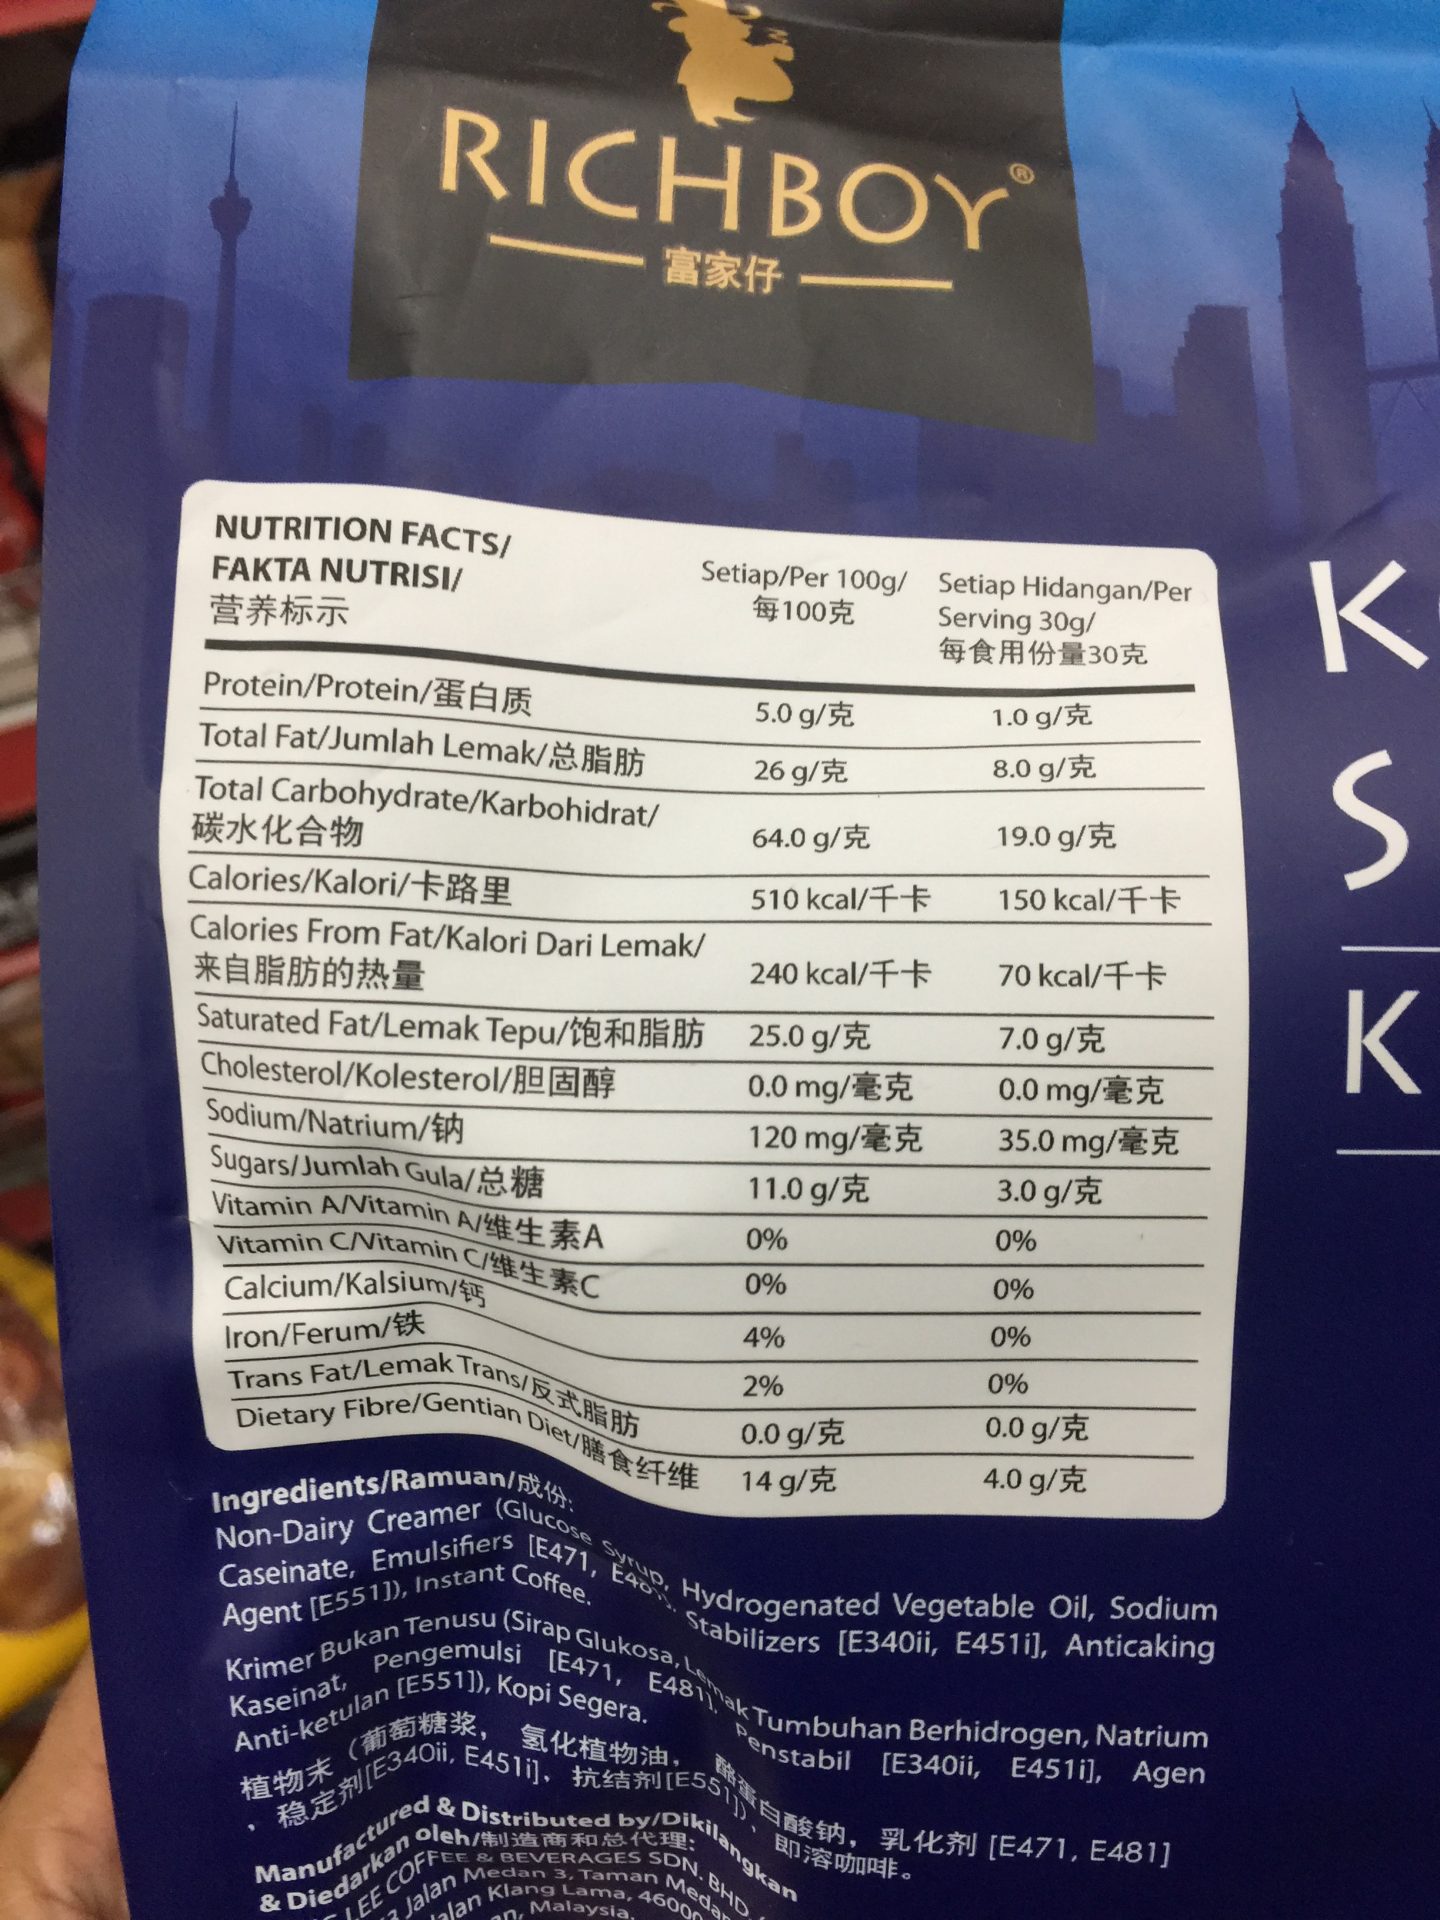 RICHBOY®
富家仔
K
S
K
NUTRITION FACTS/
FAKTA NUTRISI/
营养标示
Setiap/Per 100g/
每100克
Setiap Hidangan/Per
Serving 30g/
每食用份量30克
Protein/Protein/蛋白质 5.0 g/克 1.0 g/克
Total Fat/Jumlah Lemak/总脂肪 26 g/克 8.0 g/克
Total Carbohydrate/Karbohidrat/
碳水化合物 64.0 g/克 19.0 g/克
Calories/Kalori/卡路里 510 kcal/千卡 150 kcal/千卡
Calories From Fat/Kalori Dari Lemak/
来自脂肪的热量 240 kcal/千卡 70 kcal/千卡
Saturated Fat/Lemak Tepu/饱和脂肪 25.0 g/克 7.0 g/克
Cholesterol/Kolesterol/胆固醇 0.0 mg/毫克 0.0 mg/毫克
Sodium/Natrium/钠 120 mg/毫克 35.0 mg/毫克
Sugars/Jumlah Gula/总糖 11.0 g/克 3.0 g/克
Vitamin A/Vitamin A/维生素A 0% 0%
Vitamin C/Vitamin C/维生素C 0% 0%
Calcium/Kalsium/钙 4% 0%
Iron/Ferum/铁 2% 0%
Trans Fat/Lemak Trans/反式脂肪 0.0 g/克 0.0 g/克
Dietary Fibre/Gentian Diet/膳食纤维 14 g/克 4.0 g/克
Ingredients/Ramuan/成份:
Non-Dairy Creamer (Glucose Syrup, Hydrogenated Vegetable Oil, Sodium
Caseinate, Emulsifiers [E471, Stabilizers [E340ii, E451i], Anticaking
Agent [E551]), Instant Coffee.
Krimer Bukan Tenusu (Sirap Glukosa, Lemak Tumbuhan Berhidrogen, Natrium
Kaseinat, Pengemulsi [E471, E481], Penstabil [E340ii, E451i], Agen
Anti-ketulan [E551]), Kopi Segera.
植物末（葡萄糖浆，氢化植物油，酪蛋白酸钠，乳化剂 [E471, E481]
、稳定剂[E340ii, E451i]，抗结剂[E551]），即溶咖啡。
Manufactured & Distributed by/Dikilangkan
& Diedarkan oleh/制造商和总代理:
LEE COFFEE & BEVERAGES SDN. BHD.
Jalan Medan 3, Taman Medan
Jalan Klang Lama, 46000
Malaysia.